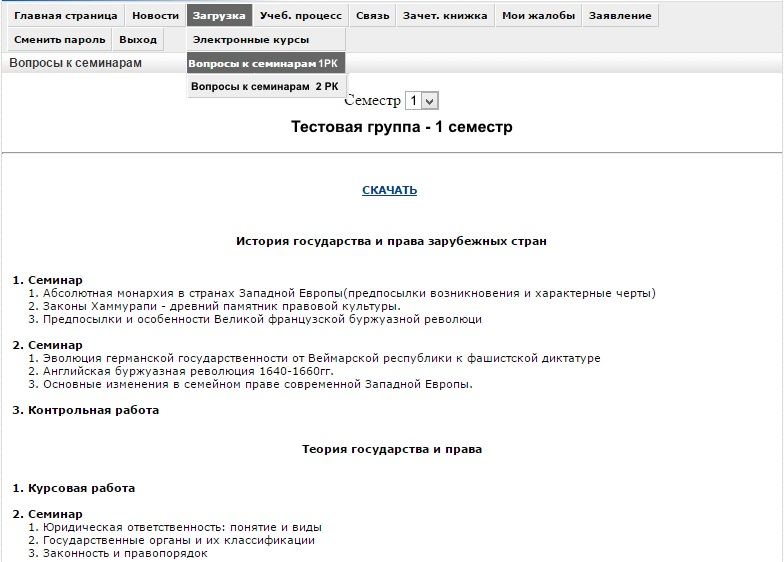 Главная страница Новости Загрузка Учеб. процесс Связь Зачет. книжка Мои жалобы Заявление
Сменить пароль Выход Электронные курсы
Вопросы к семинарам Вопросы к семинарам 1РК
Вопросы к семинарам 2 РК
Семестр 1
Тестовая группа - 1 семестр
СКАЧАТЬ
История государства и права зарубежных стран
1. Семинар
1. Абсолютная монархия в странах Западной Европы(предпосылки возникновения и характерные черты)
2. Законы Хаммурапи - древний памятник правовой культуры.
3. Предпосылки и особенности Великой французской буржуазной революци
2. Семинар
1. Эволюция германской государственности от Веймарской республики к фашистской диктатуре
2. Английская буржуазная революция 1640-1660гг.
3. Основные изменения в семейном праве современной Западной Европы.
3. Контрольная работа
Теория государства и права
1. Курсовая работа
2. Семинар
1. Юридическая ответственность: понятие и виды
2. Государственные органы и их классификации
3. Законность и правопорядок